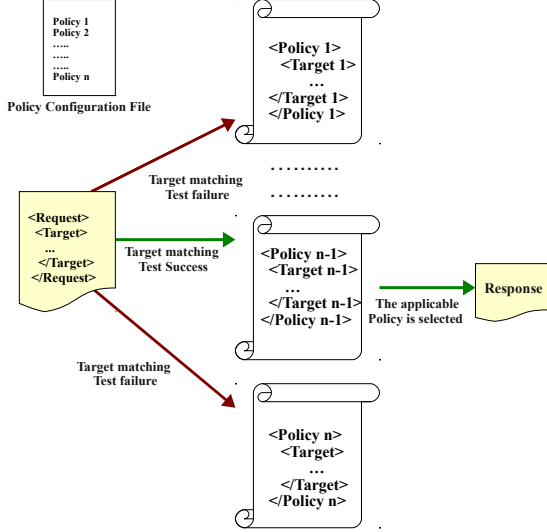 Policy 1
Policy 2
…..
…..
…..
Policy n
Policy Configuration File
<Policy 1>
<Target 1>
...
</Target 1>
</Policy 1>
Target matching
Test failure
...........
...........
<Request>
<Target>
...
</Target>
</Request>
Target matching
Test Success
<Policy n-1>
<Target n-1>
...
</Target n-1>
</Policy n-1>
The applicable
Policy is selected
Response
Target matching
Test failure
<Policy n>
<Target>
...
</Target>
</Policy n>